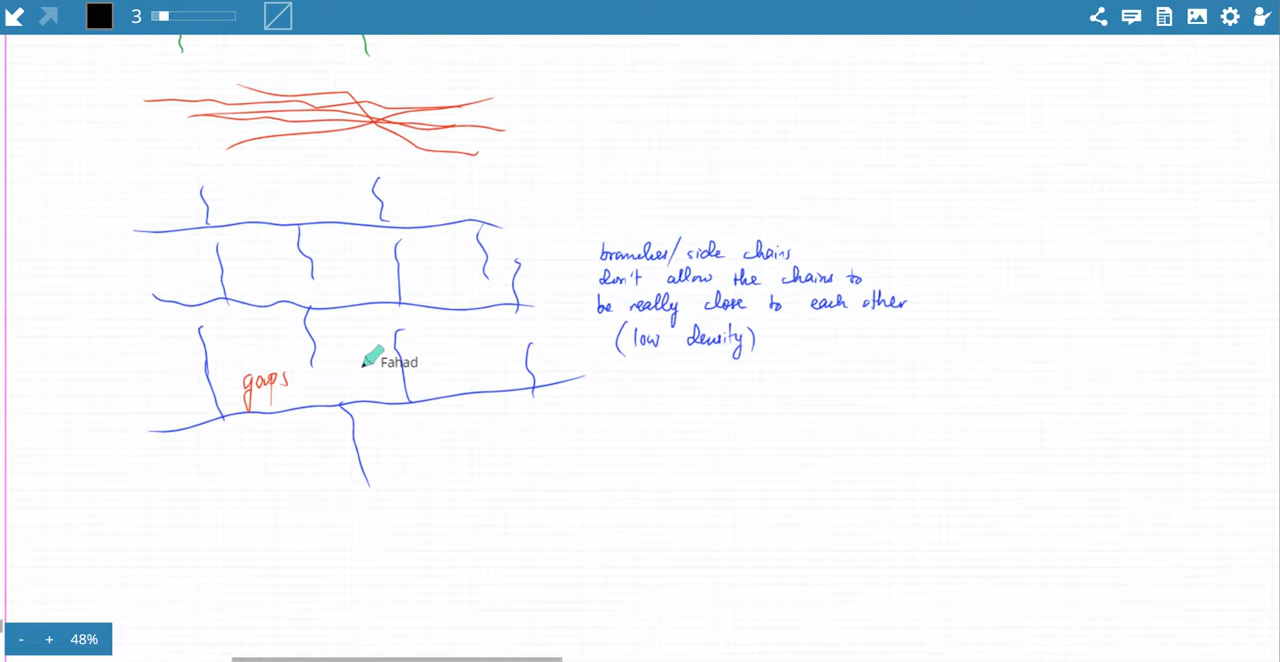 3
branches/side chains
don't allow the chains to
be really close to each other
(low density)
Fahad
gaps
- + 48%